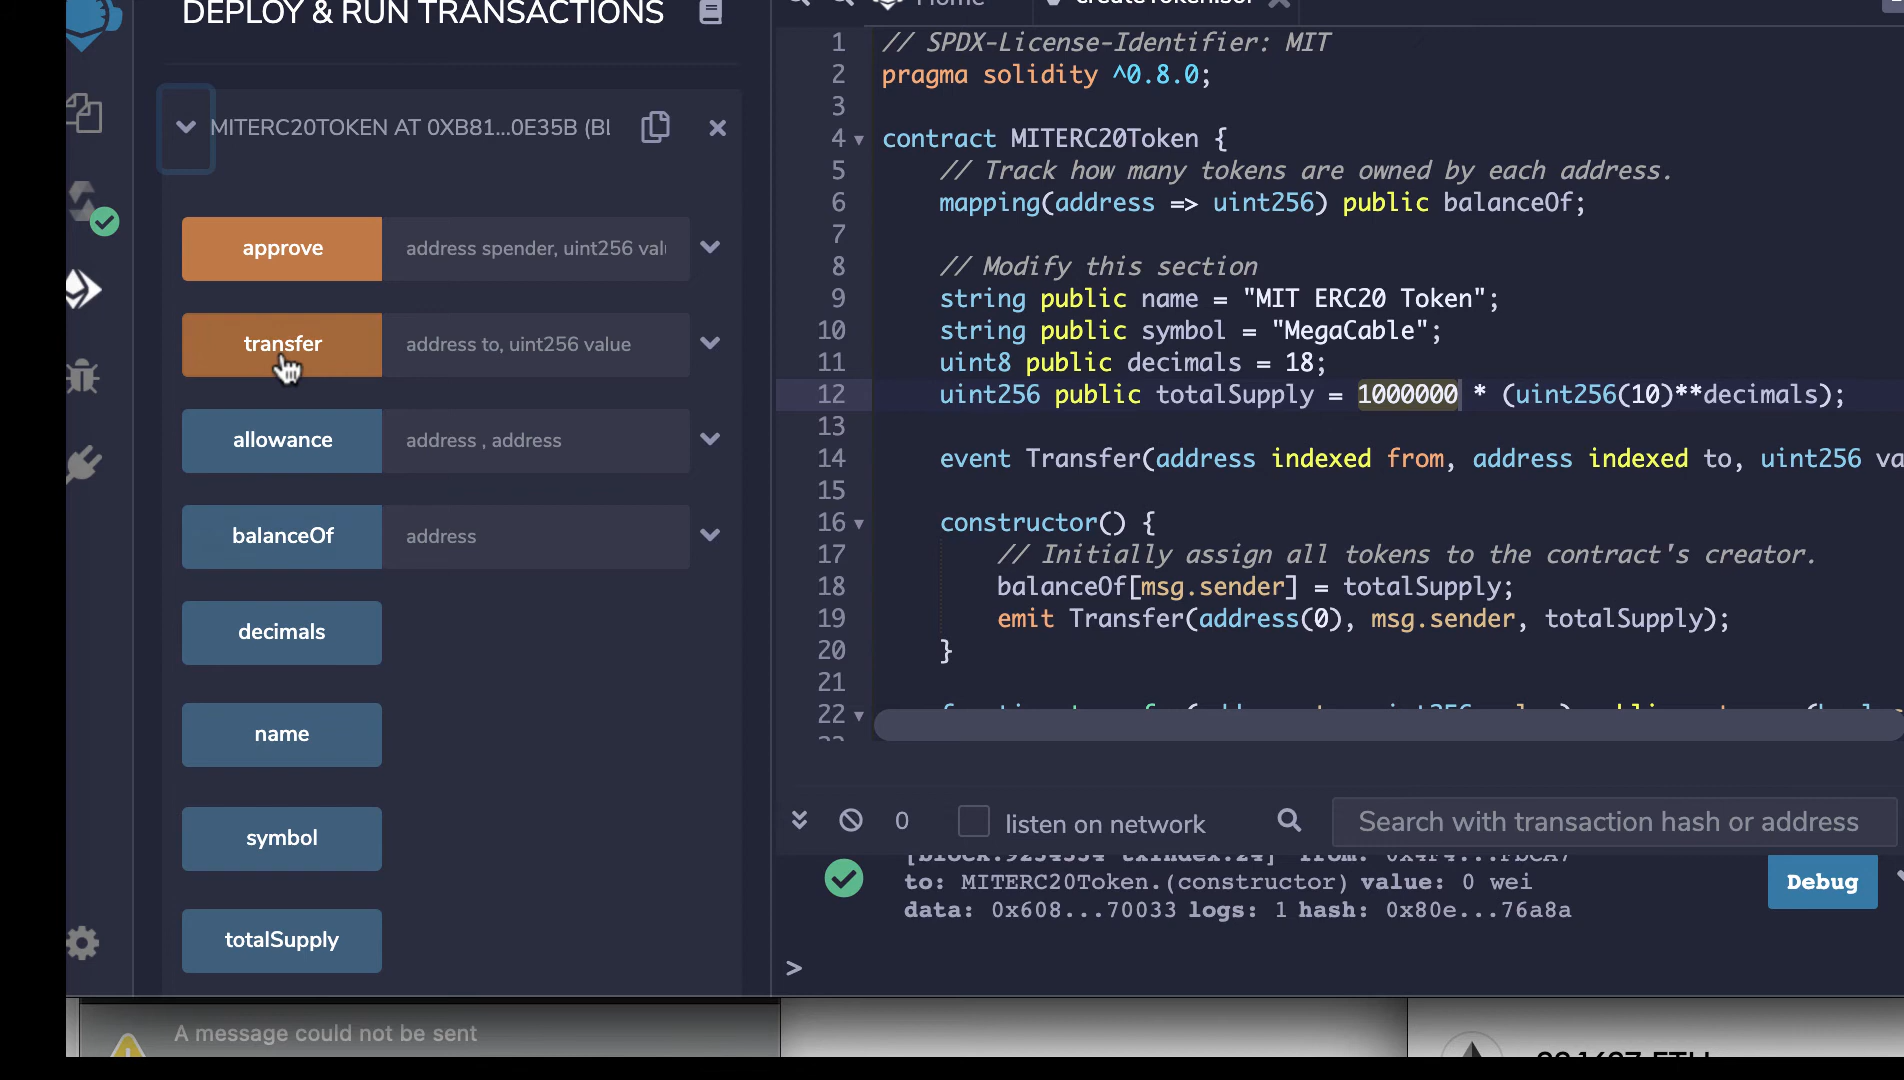 DEPLOY & RUN TRANSACTIONS
MITERC20TOKEN AT 0XB81...0E35B (BL
approve
address spender, uint256 val
transfer
address to, uint256 value
allowance
address , address
balanceOf
address
decimals
name
symbol
totalSupply
Home
createToken.sol
1 // SPDX-License-Identifier: MIT
2 pragma solidity ^0.8.0;
3
4 contract MITERC20Token {
5 // Track how many tokens are owned by each address.
6 mapping(address => uint256) public balanceOf;
7
8 // Modify this section
9 string public name = "MIT ERC20 Token";
10 string public symbol = "MegaCable";
11 uint8 public decimals = 18;
12 uint256 public totalSupply = 1000000 * (uint256(10)**decimals);
13
14 event Transfer(address indexed from, address indexed to, uint256 va
15
16 constructor() {
17 // Initially assign all tokens to the contract's creator.
18 balanceOf[msg.sender] = totalSupply;
19 emit Transfer(address(0), msg.sender, totalSupply);
20 }
21
22
0
listen on network
Search with transaction hash or address
to: MITERC20Token.(constructor) value: 0 wei
data: 0x608...70033 logs: 1 hash: 0x80e...76a8a
Debug
>
A message could not be sent